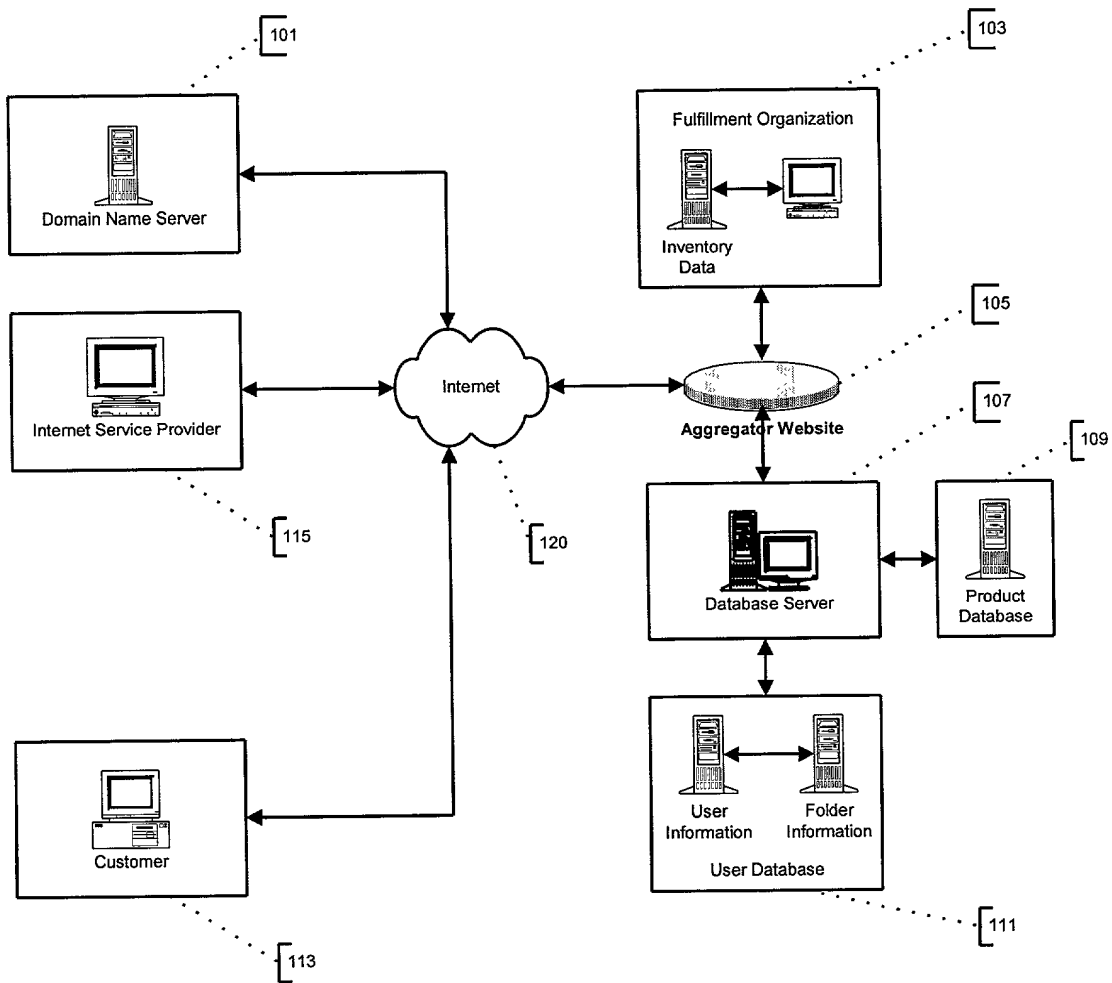 101
103
Domain Name Server
Fulfillment Organization
Inventory
Data
105
Internet Service Provider
Internet
Aggregator Website
107
109
115
120
Database Server
Product
Database
Customer
User
Information
Folder
Information
User Database
111
113